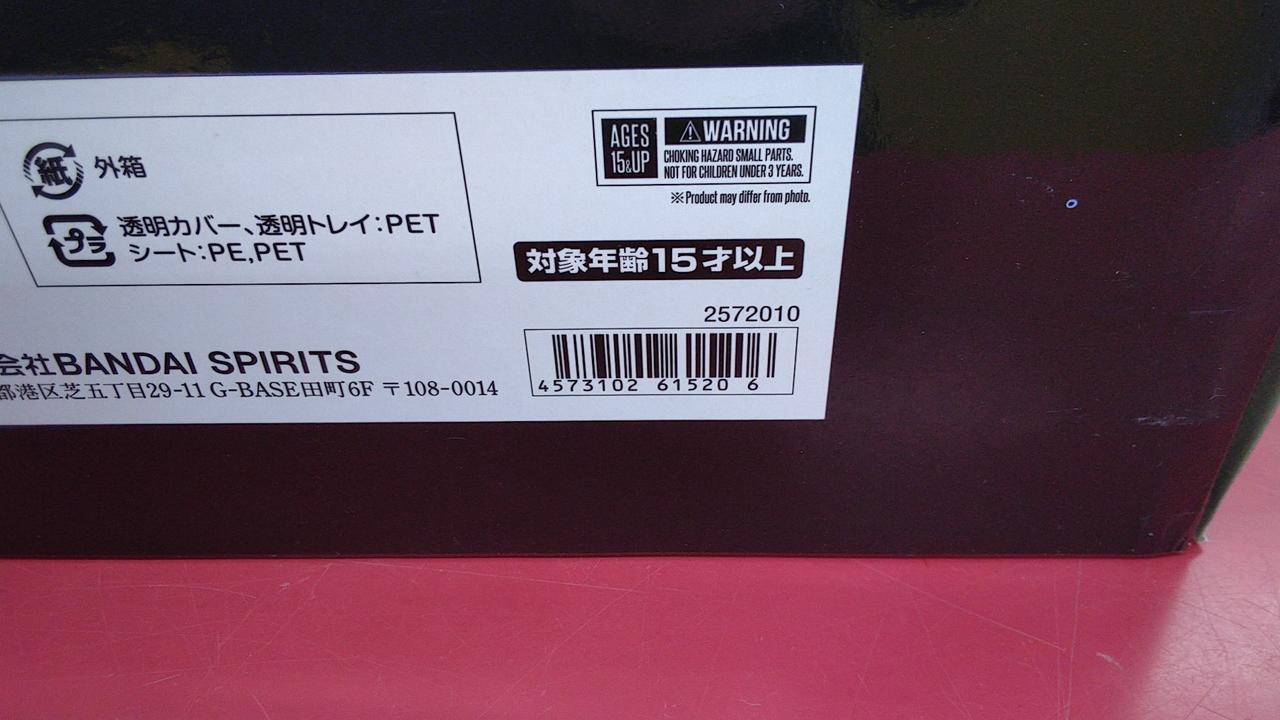 紙 外箱
プラ 透明カバー、透明トレイ:PET
シート:PE,PET
会社BANDAI SPIRITS
都港区芝五丁目29-11 G-BASE田町6F 〒108-0014
AGES
15&UP
⚠WARNING
CHOKING HAZARD SMALL PARTS.
NOT FOR CHILDREN UNDER 3 YEARS.
※Product may differ from photo.
対象年齢15才以上
2572010
4573102 61520 6